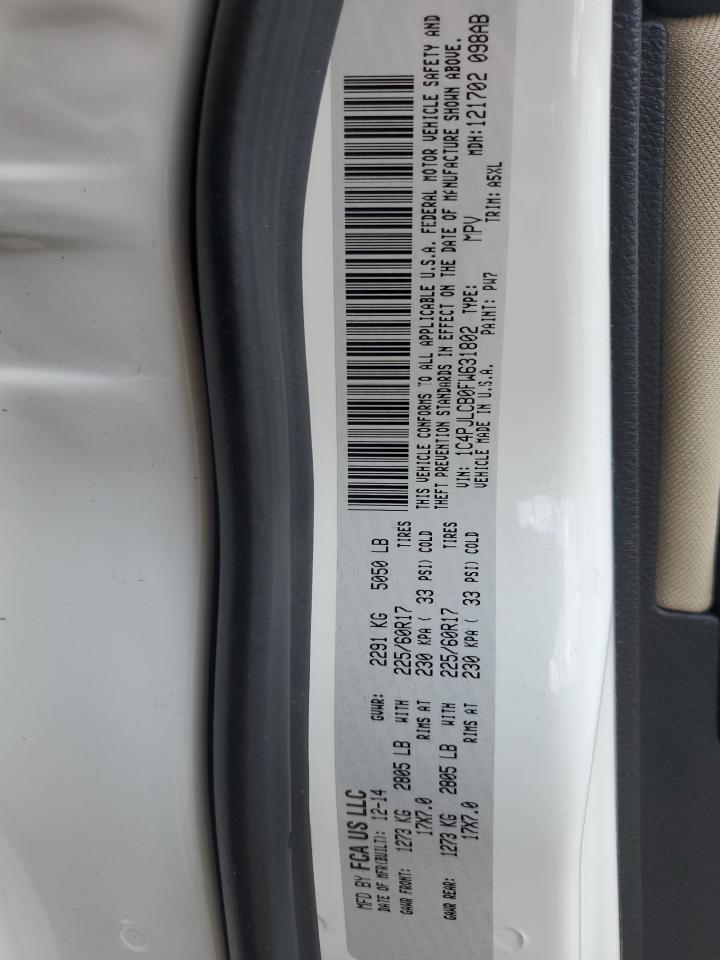 MFD BY FCA US LLC
DATE OF MFR(BUILT): 12-14 GVWR: 2291 KG 5050 LB
GAWR FRONT: 1273 KG 2805 LB WITH 225/60R17 TIRES
17X7.0 RIMS AT 230 KPA ( 33 PSI) COLD
GAWR REAR: 1273 KG 2805 LB WITH 225/60R17 TIRES
17X7.0 RIMS AT 230 KPA ( 33 PSI) COLD
THIS VEHICLE CONFORMS TO ALL APPLICABLE U.S.A. FEDERAL MOTOR VEHICLE SAFETY AND
THEFT PREVENTION STANDARDS IN EFFECT ON THE DATE OF MANUFACTURE SHOWN ABOVE.
VIN: 1C4PJLCB0FW631802 TYPE: MPV MDH:121702 098AB
VEHICLE MADE IN U.S.A. PAINT: PW7 TRIM: A5XL